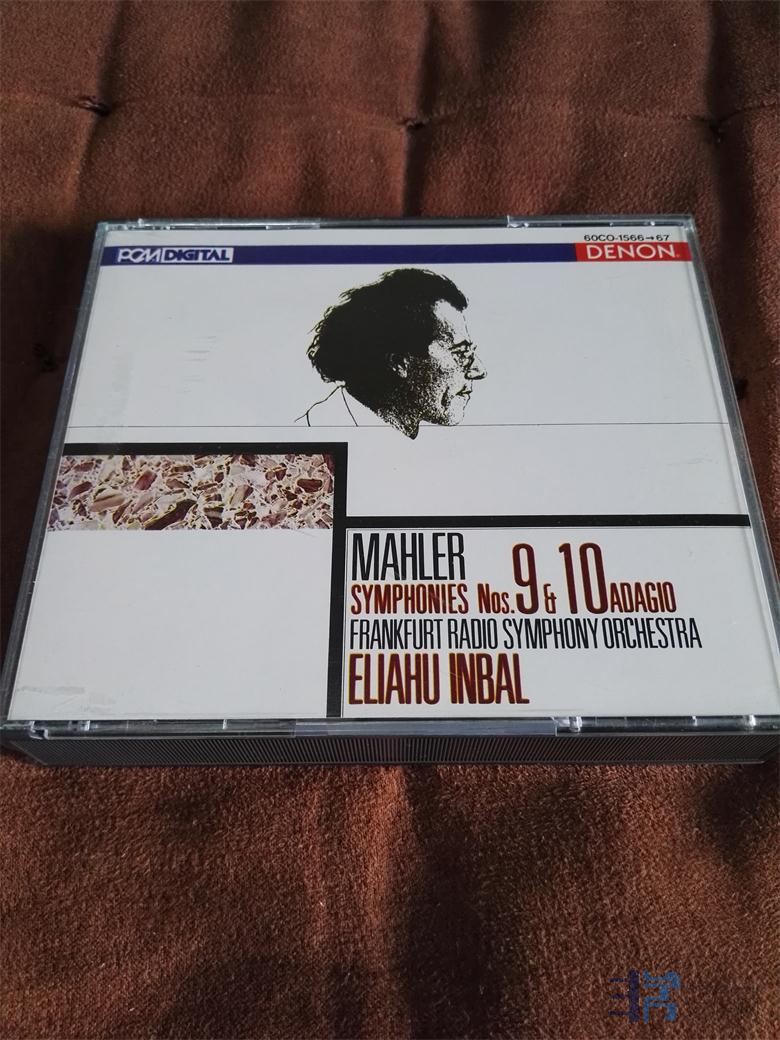 60CO-1566→67
PCM DIGITAL
DENON
MAHLER
SYMPHONIES Nos. 9 & 10 ADAGIO
FRANKFURT RADIO SYMPHONY ORCHESTRA
ELIAHU INBAL